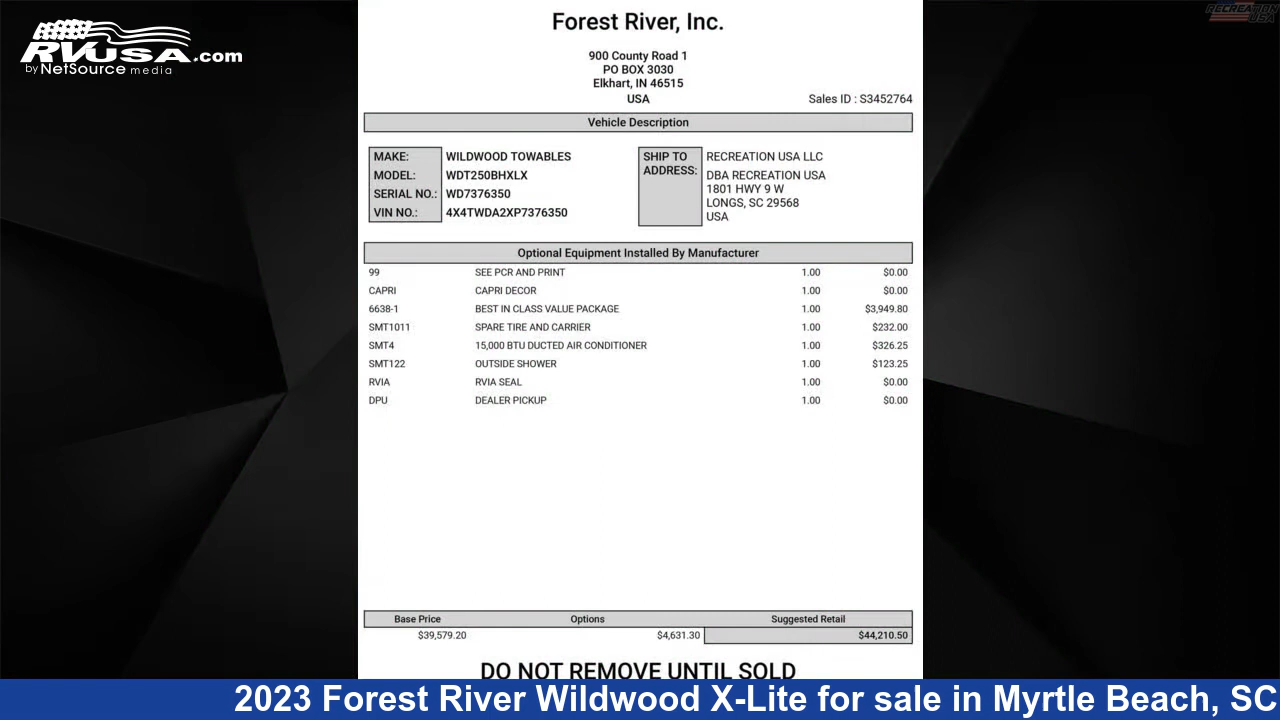 RVUSA.com
by NetSource media
RECREATION
USA
Forest River, Inc.
900 County Road 1
PO BOX 3030
Elkhart, IN 46515
USA
Sales ID : S3452764
Vehicle Description
MAKE: WILDWOOD TOWABLES
MODEL: WDT250BHXLX
SERIAL NO.: WD7376350
VIN NO.: 4X4TWDA2XP7376350
SHIP TO ADDRESS:
RECREATION USA LLC
DBA RECREATION USA
1801 HWY 9 W
LONGS, SC 29568
USA
Optional Equipment Installed By Manufacturer
99 SEE PCR AND PRINT 1.00 $0.00
CAPRI CAPRI DECOR 1.00 $0.00
6638-1 BEST IN CLASS VALUE PACKAGE 1.00 $3,949.80
SMT1011 SPARE TIRE AND CARRIER 1.00 $232.00
SMT4 15,000 BTU DUCTED AIR CONDITIONER 1.00 $326.25
SMT122 OUTSIDE SHOWER 1.00 $123.25
RVIA RVIA SEAL 1.00 $0.00
DPU DEALER PICKUP 1.00 $0.00
Base Price Options Suggested Retail
$39,579.20 $4,631.30 $44,210.50
DO NOT REMOVE UNTIL SOLD
2023 Forest River Wildwood X-Lite for sale in Myrtle Beach, SC